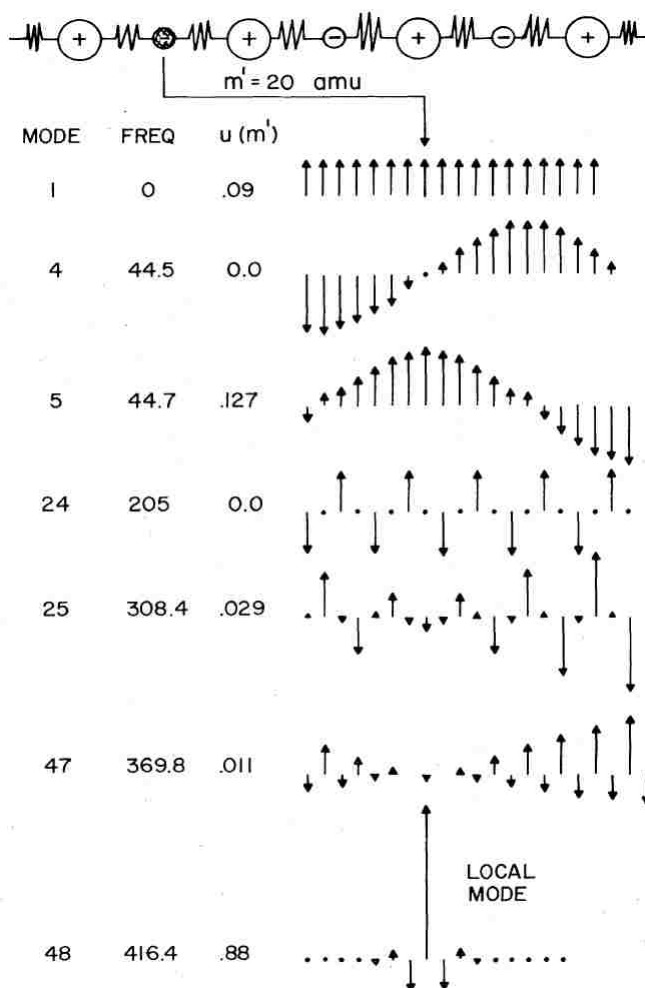 + + − + − +
m' = 20 amu
MODE FREQ u (m')
1 0 .09
4 44.5 0.0
5 44.7 .127
24 205 0.0
25 308.4 .029
47 369.8 .011
LOCAL
MODE
48 416.4 .88